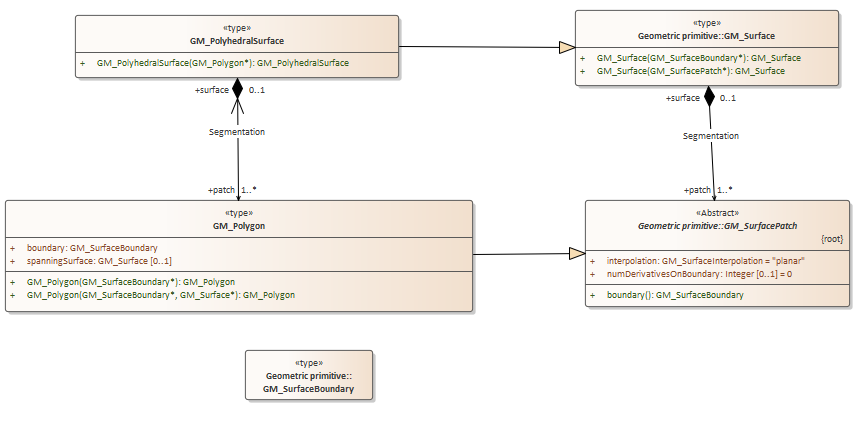 «type»
GM_PolyhedralSurface
+ GM_PolyhedralSurface(GM_Polygon*): GM_PolyhedralSurface
«type»
Geometric primitive::GM_Surface
+ GM_Surface(GM_SurfaceBoundary*): GM_Surface
+ GM_Surface(GM_SurfacePatch*): GM_Surface
+surface 0..1
Segmentation
+patch 1..*
+surface 0..1
Segmentation
+patch 1..*
«type»
GM_Polygon
+ boundary: GM_SurfaceBoundary
+ spanningSurface: GM_Surface [0..1]
+ GM_Polygon(GM_SurfaceBoundary*): GM_Polygon
+ GM_Polygon(GM_SurfaceBoundary*, GM_Surface*): GM_Polygon
«Abstract»
Geometric primitive::GM_SurfacePatch
{root}
+ interpolation: GM_SurfaceInterpolation = "planar"
+ numDerivativesOnBoundary: Integer [0..1] = 0
+ boundary(): GM_SurfaceBoundary
«type»
Geometric primitive::
GM_SurfaceBoundary